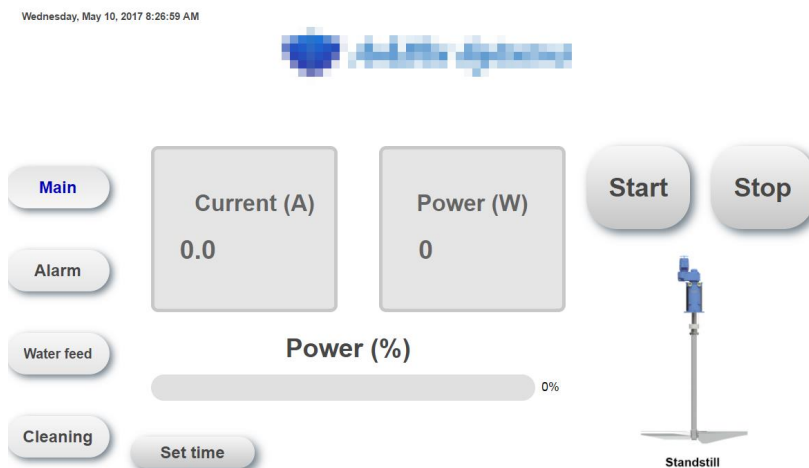 Wednesday, May 10, 2017 8:26:59 AM
Main
Current (A)
0.0
Power (W)
0
Start
Stop
Alarm
Water feed
Power (%)
0%
Cleaning
Set time
Standstill